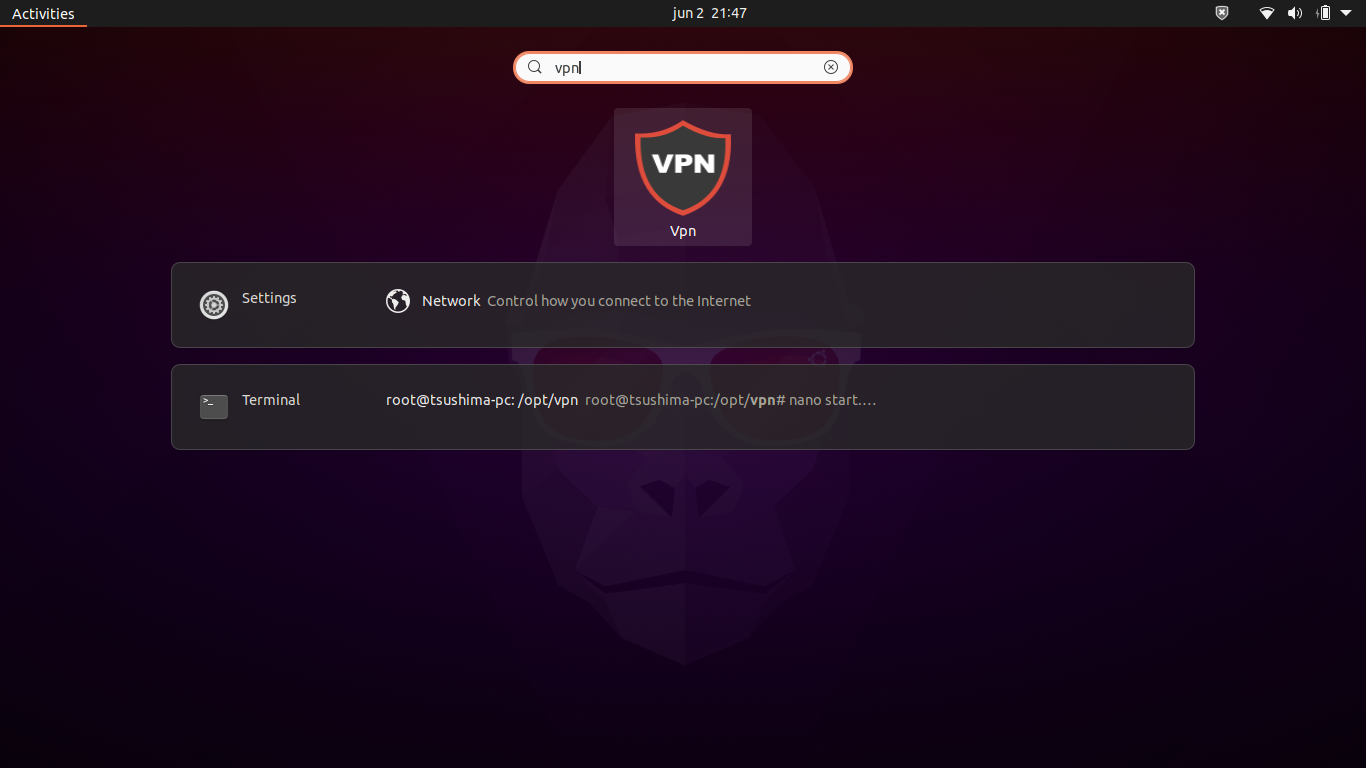 Activities
jun 2 21:47
vpn
VPN
Vpn
Settings
Network Control how you connect to the Internet
Terminal
root@tsushima-pc: /opt/vpn root@tsushima-pc:/opt/vpn# nano start....
>_